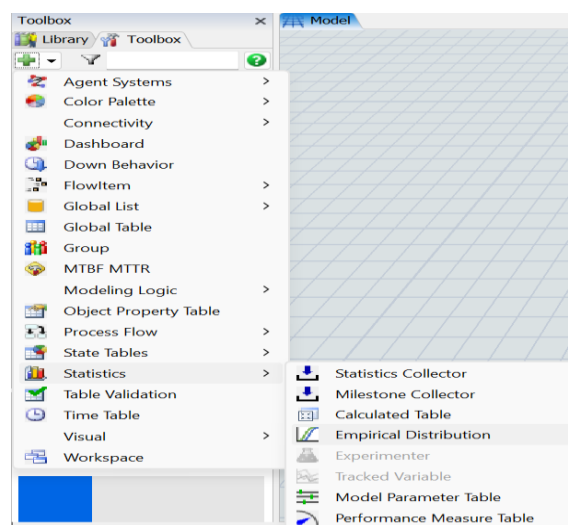 Toolbox
Model
Library
Toolbox
Agent Systems
Color Palette
Connectivity
Dashboard
Down Behavior
FlowItem
Global List
Global Table
Group
MTBF MTTR
Modeling Logic
Object Property Table
Process Flow
State Tables
Statistics
Table Validation
Time Table
Visual
Workspace
Statistics Collector
Milestone Collector
Calculated Table
Empirical Distribution
Experimenter
Tracked Variable
Model Parameter Table
Performance Measure Table